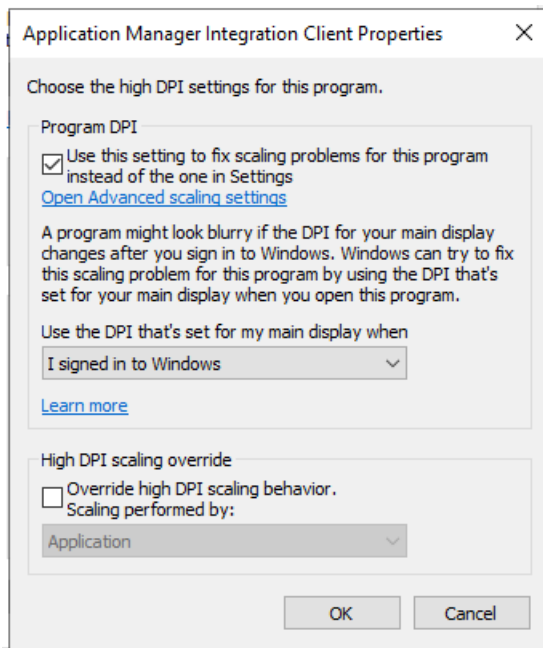 Application Manager Integration Client Properties
Choose the high DPI settings for this program.
Program DPI
Use this setting to fix scaling problems for this program
instead of the one in Settings
Open Advanced scaling settings
A program might look blurry if the DPI for your main display
changes after you sign in to Windows. Windows can try to fix
this scaling problem for this program by using the DPI that's
set for your main display when you open this program.
Use the DPI that's set for my main display when
I signed in to Windows
Learn more
High DPI scaling override
Override high DPI scaling behavior.
Scaling performed by:
Application
OK
Cancel